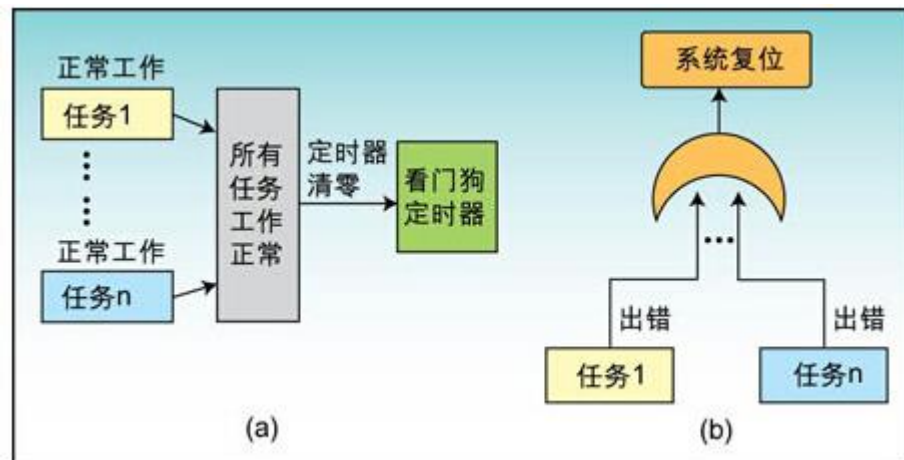 正常工作
任务1
正常工作
任务n
所有
任务
工作
正常
定时器
清零
看门狗
定时器
(a)
系统复位
出错
出错
任务1
任务n
(b)